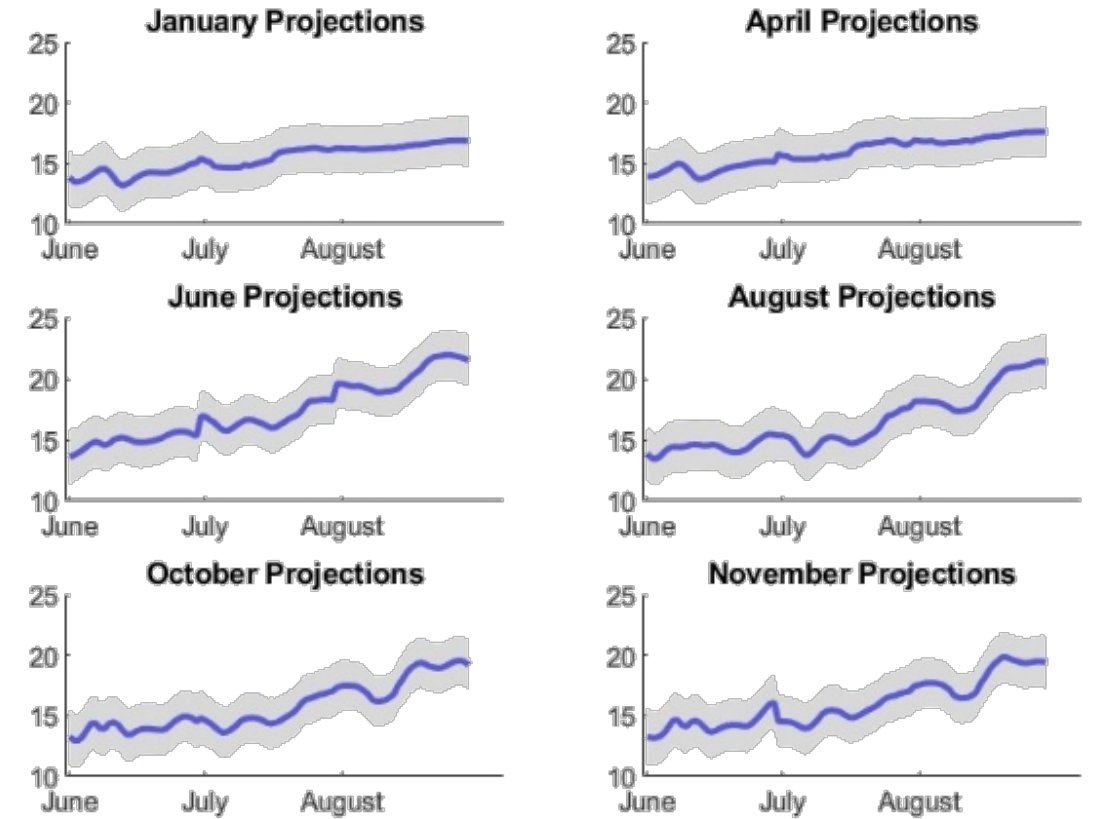 January Projections
25
20
15
10
June July August
April Projections
25
20
15
10
June July August
June Projections
25
20
15
10
June July August
August Projections
25
20
15
10
June July August
October Projections
25
20
15
10
June July August
November Projections
25
20
15
10
June July August